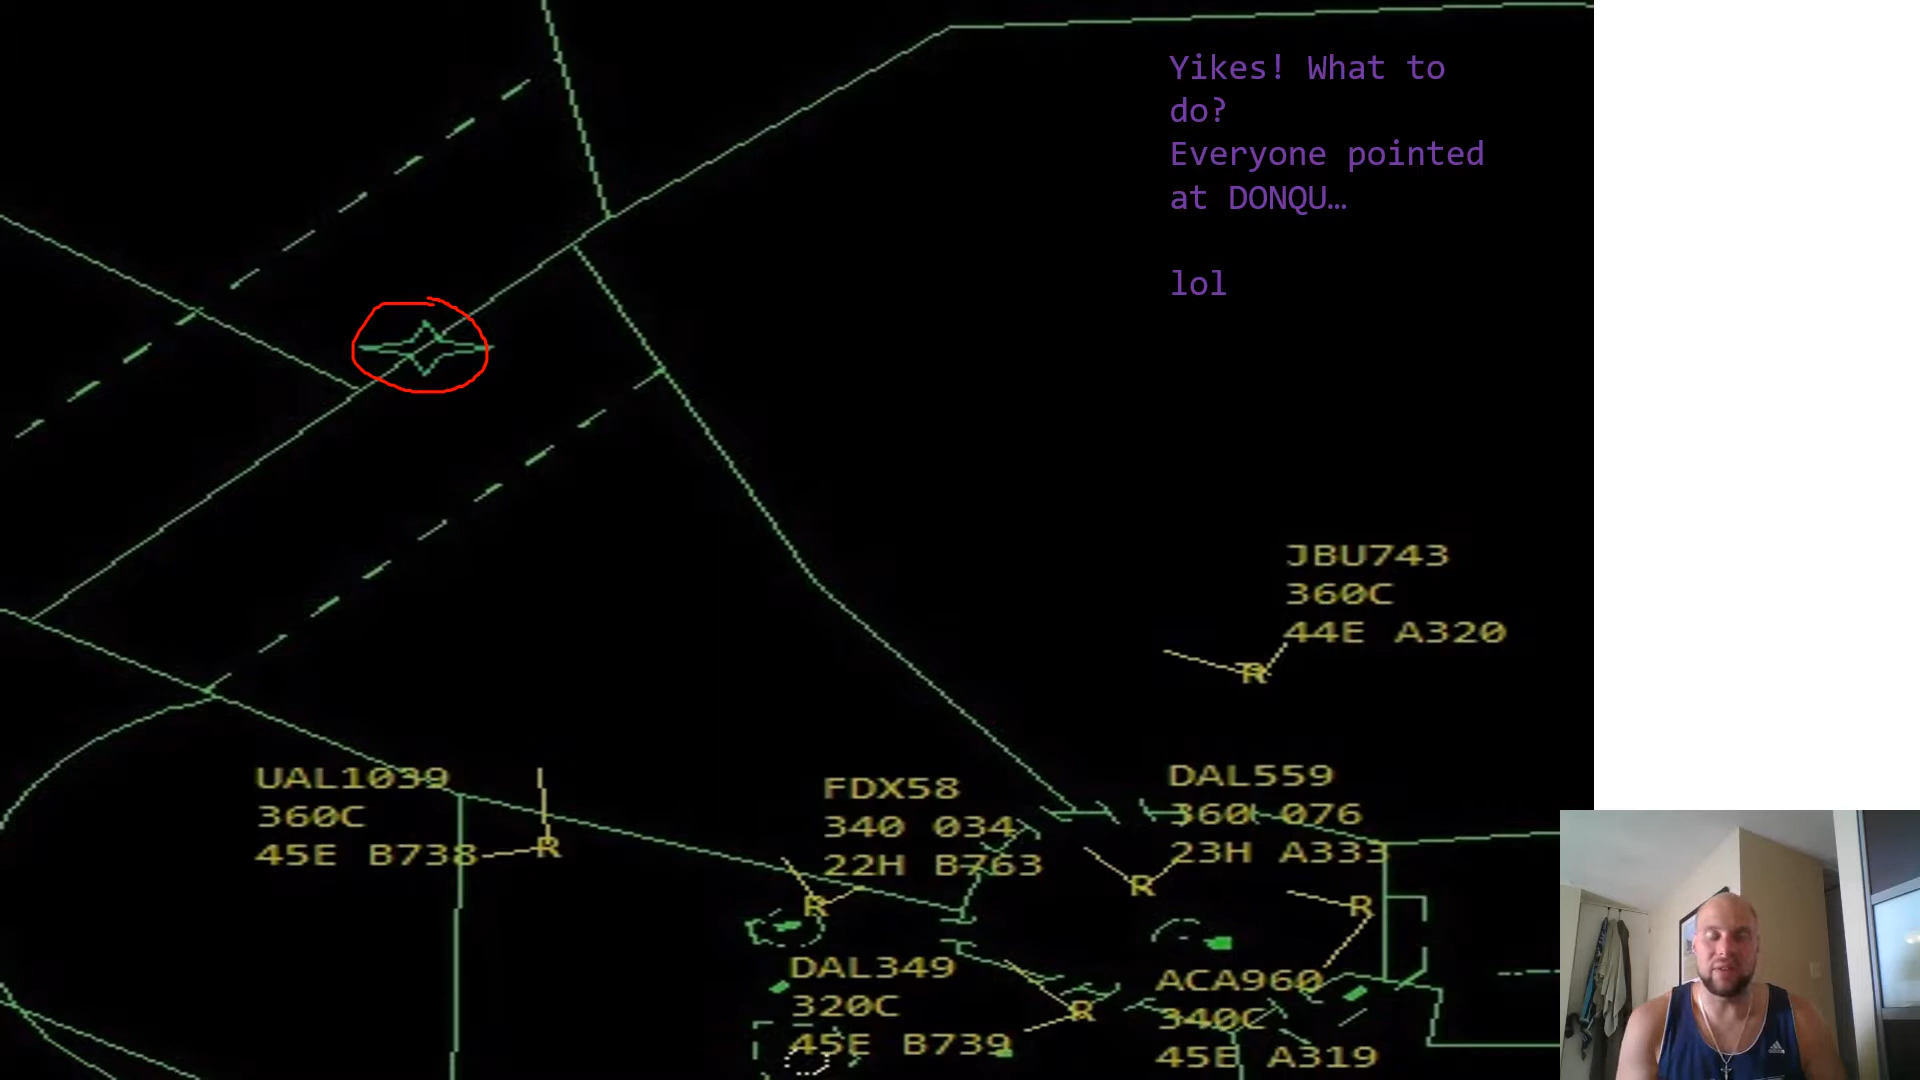 Yikes! What to
do?
Everyone pointed
at DONQU…
lol
JBU743
360C
44E A320
R
UAL1039
360C
45E B738
R
FDX58
340 034
22H B763
R
DAL559
360↓ 076
23H A333
R
R
DAL349
320C
45E B739
R
ACA960
340C
45E A319